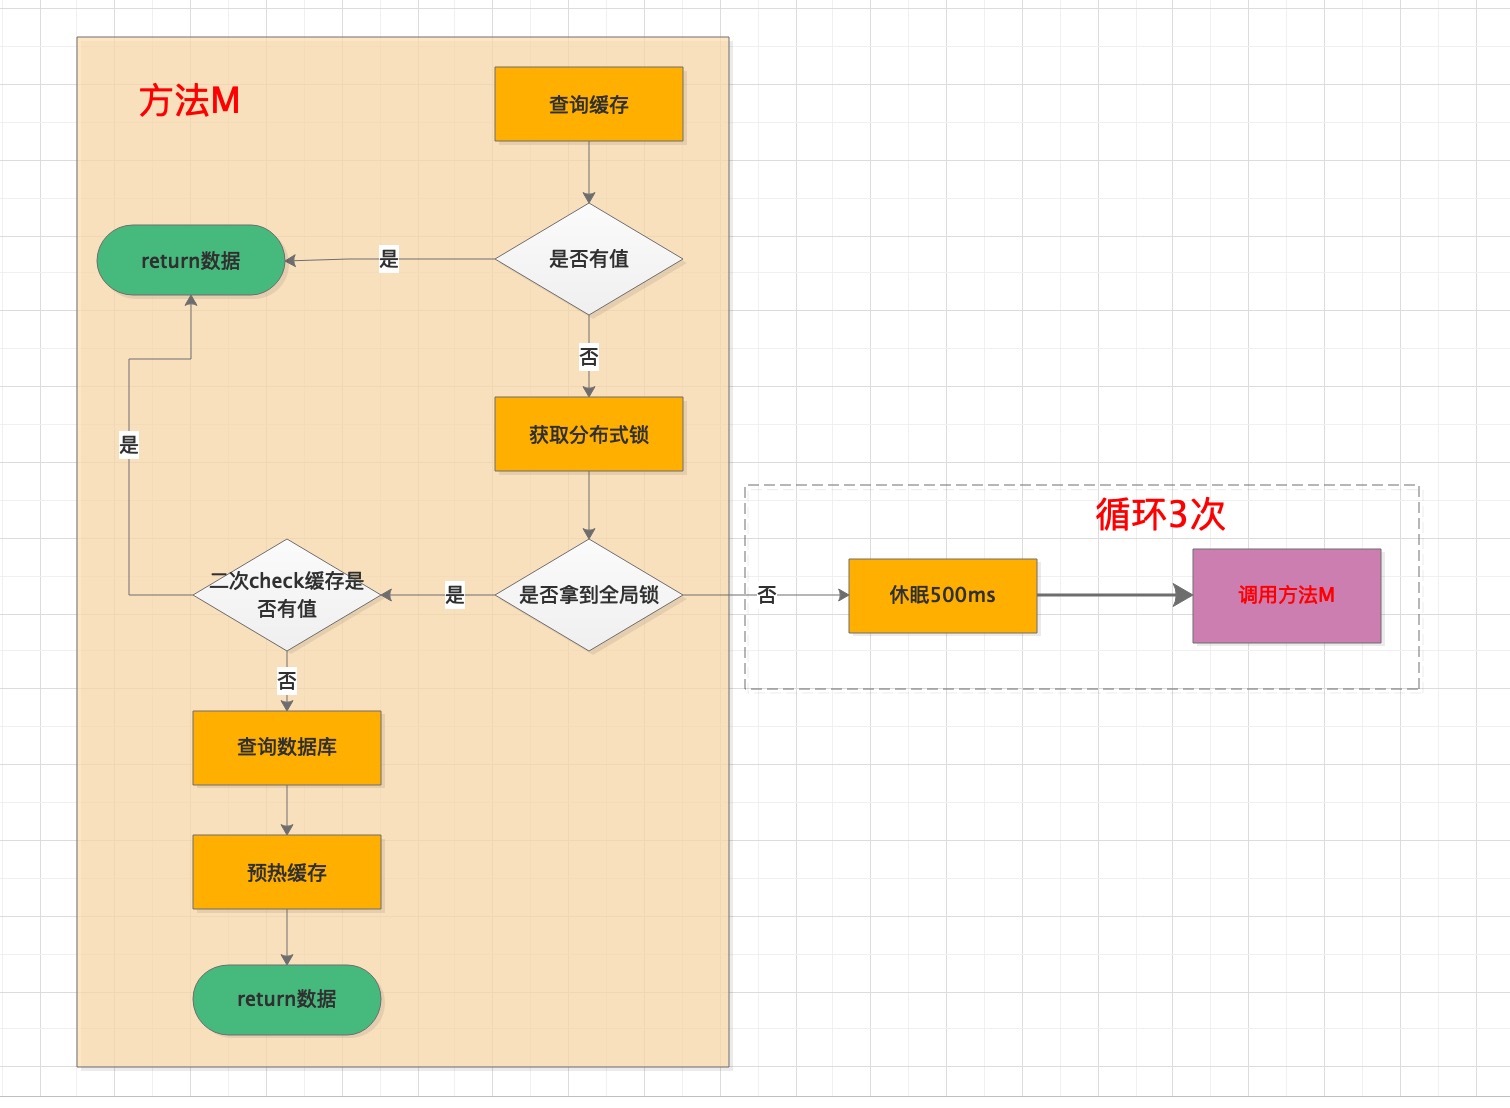 方法M
查询缓存
是否有值
是
return数据
否
获取分布式锁
是
循环3次
二次check缓存是
否有值
是
是否拿到全局锁
否
休眠500ms
调用方法M
否
查询数据库
预热缓存
return数据